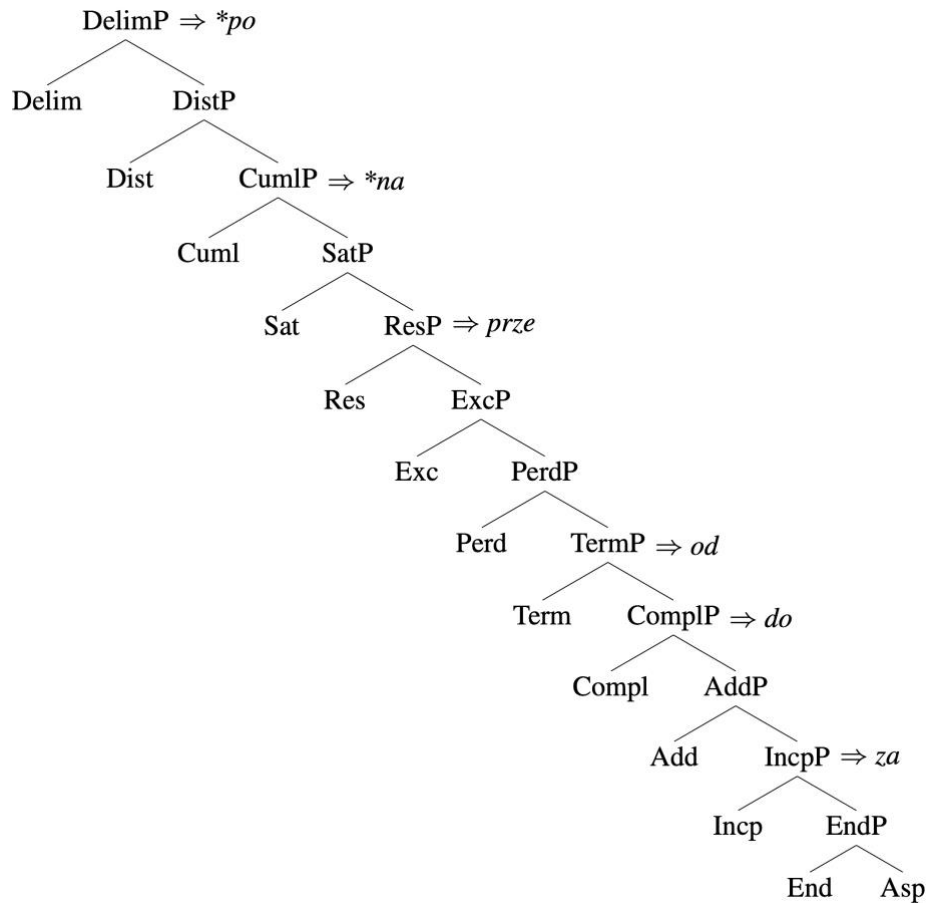 DelimP ⇒ *po
Delim DistP
Dist CumlP ⇒ *na
Cuml SatP
Sat ResP ⇒ prze
Res ExcP
Exc PerdP
Perd TermP ⇒ od
Term ComplP ⇒ do
Compl AddP
Add IncpP ⇒ za
Incp EndP
End Asp